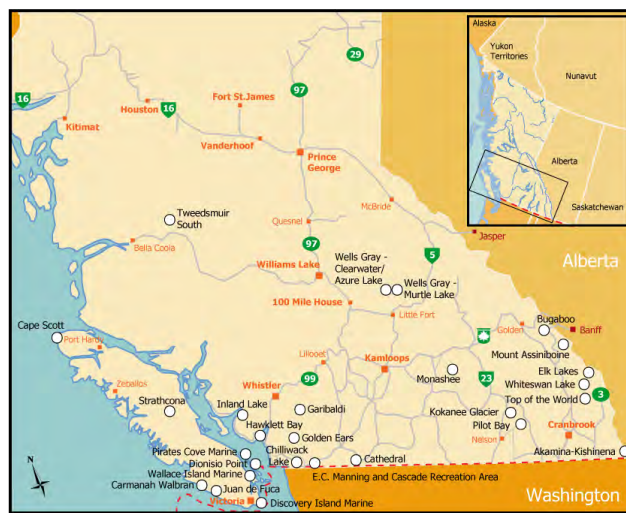 Alaska
Yukon
Territories
Nunavut
Alberta
Saskatchewan
29
97
16
Houston
16
Fort St.James
Kitimat
Vanderhoof
Prince
George
McBride
Tweedsmuir
South
Quesnel
Jasper
Bella Coola
97
5
Alberta
Williams Lake
Wells Gray -
Clearwater/
Azure Lake
Wells Gray -
Murtle Lake
100 Mile House
Little Fort
Cape Scott
Port Hardy
Bugaboo
Golden
Banff
Mount Assiniboine
Lillooet
Kamloops
Elk Lakes
Zeballos
99
Monashee
23
Whiteswan Lake
3
Whistler
Top of the World
Strathcona
Inland Lake
Garibaldi
Kokanee Glacier
Hawklett Bay
Pilot Bay
Cranbrook
Golden Ears
Nelson
Pirates Cove Marine
Chilliwack
Lake
Cathedral
Akamina-Kishinena
Dionisio Point
Wallace Island Marine
E.C. Manning and Cascade Recreation Area
Carmanah Walbran
Juan de Fuca
Victoria
Discovery Island Marine
Washington
N